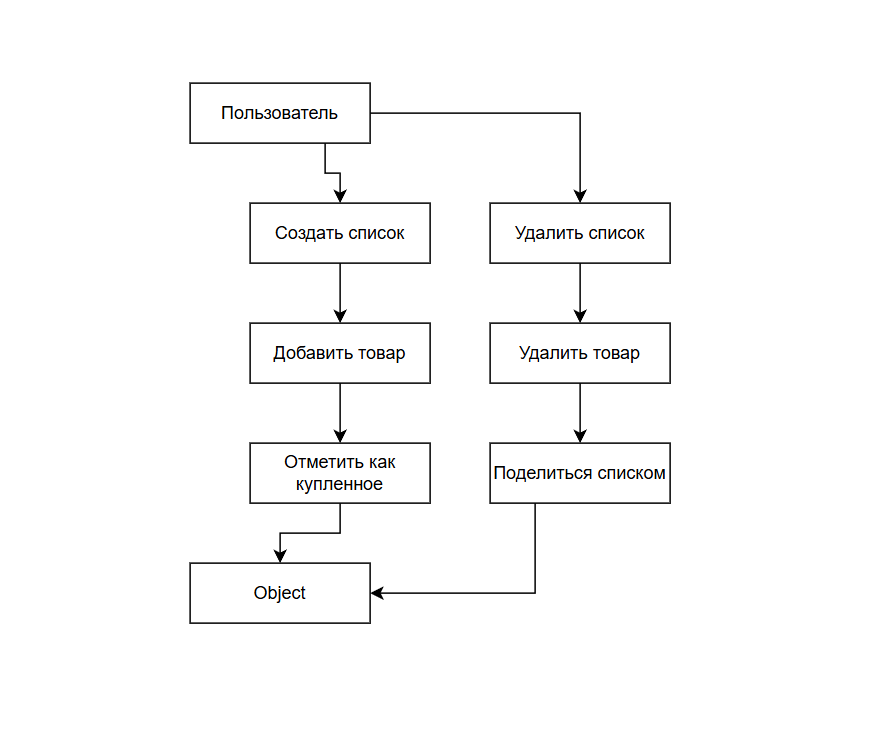 Пользователь
Создать список
Удалить список
Добавить товар
Удалить товар
Отметить как
купленное
Поделиться списком
Object